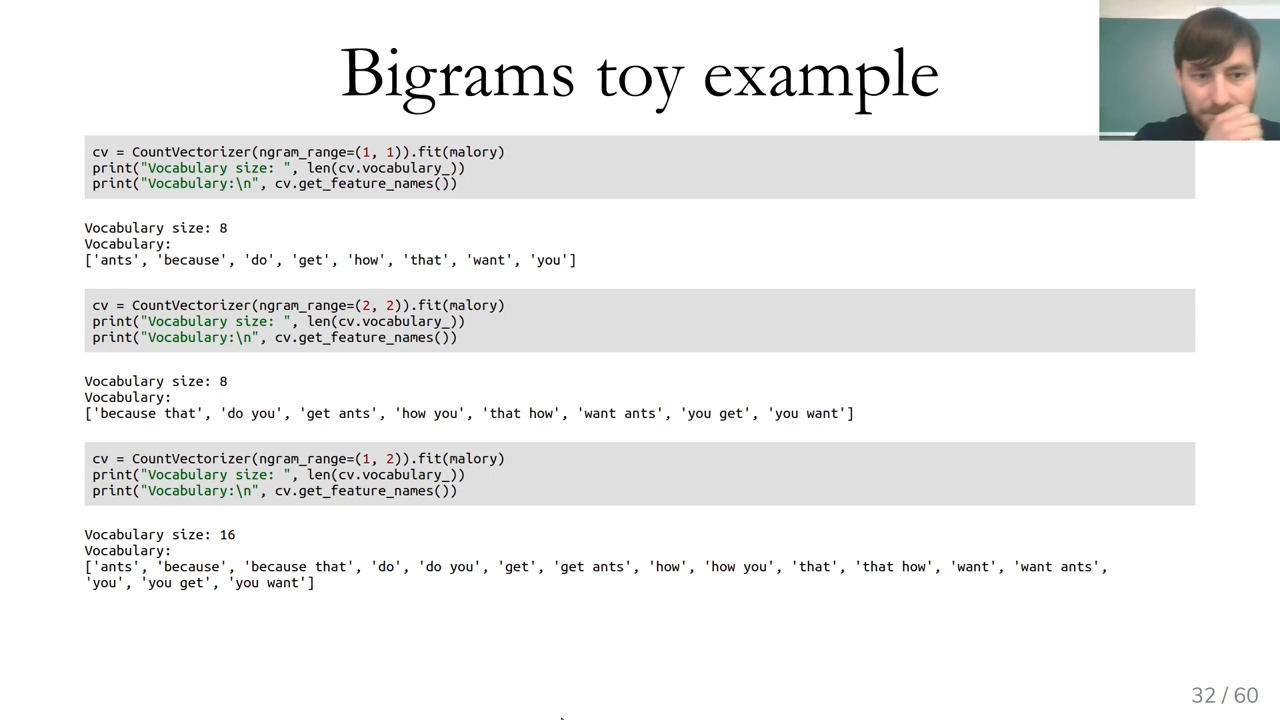 Bigrams toy example
cv = CountVectorizer(ngram_range=(1, 1)).fit(malory)
print("Vocabulary size: ", len(cv.vocabulary_))
print("Vocabulary:\n", cv.get_feature_names())
Vocabulary size: 8
Vocabulary:
['ants', 'because', 'do', 'get', 'how', 'that', 'want', 'you']
cv = CountVectorizer(ngram_range=(2, 2)).fit(malory)
print("Vocabulary size: ", len(cv.vocabulary_))
print("Vocabulary:\n", cv.get_feature_names())
Vocabulary size: 8
Vocabulary:
['because that', 'do you', 'get ants', 'how you', 'that how', 'want ants', 'you get', 'you want']
cv = CountVectorizer(ngram_range=(1, 2)).fit(malory)
print("Vocabulary size: ", len(cv.vocabulary_))
print("Vocabulary:\n", cv.get_feature_names())
Vocabulary size: 16
Vocabulary:
['ants', 'because', 'because that', 'do', 'do you', 'get', 'get ants', 'how', 'how you', 'that', 'that how', 'want', 'want ants',
'you', 'you get', 'you want']
32 / 60